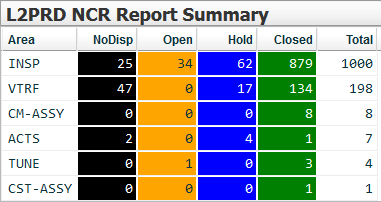 L2PRD NCR Report Summary
Area NoDisp Open Hold Closed Total
INSP 25 34 62 879 1000
VTRF 47 0 17 134 198
CM-ASSY 0 0 0 8 8
ACTS 2 0 4 1 7
TUNE 0 1 0 3 4
CST-ASSY 0 0 0 1 1